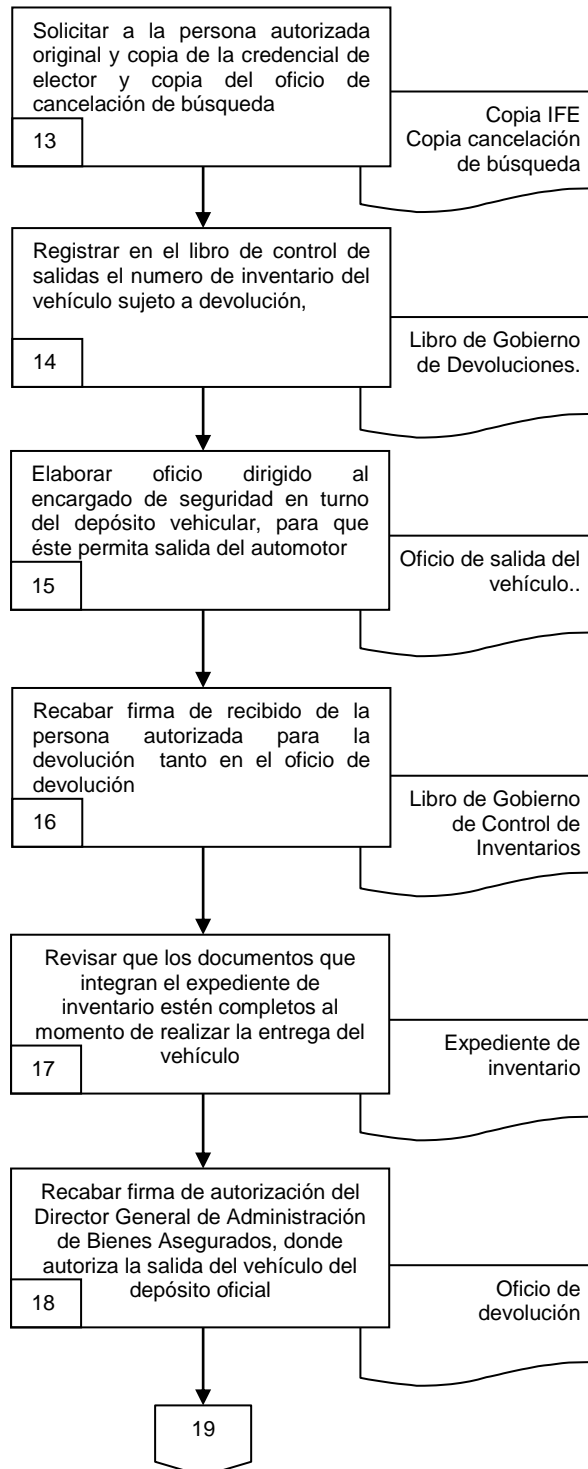 Solicitar a la persona autorizada
original y copia de la credencial de
elector y copia del oficio de
cancelación de búsqueda
13
Copia IFE
Copia cancelación
de búsqueda
Registrar en el libro de control de
salidas el numero de inventario del
vehículo sujeto a devolución,
14
Libro de Gobierno
de Devoluciones.
Elaborar oficio dirigido al
encargado de seguridad en turno
del depósito vehicular, para que
éste permita salida del automotor
15
Oficio de salida del
vehículo..
Recabar firma de recibido de la
persona autorizada para la
devolución tanto en el oficio de
devolución
16
Libro de Gobierno
de Control de
Inventarios
Revisar que los documentos que
integran el expediente de
inventario estén completos al
momento de realizar la entrega del
vehículo
17
Expediente de
inventario
Recabar firma de autorización del
Director General de Administración
de Bienes Asegurados, donde
autoriza la salida del vehículo del
depósito oficial
18
Oficio de
devolución
19